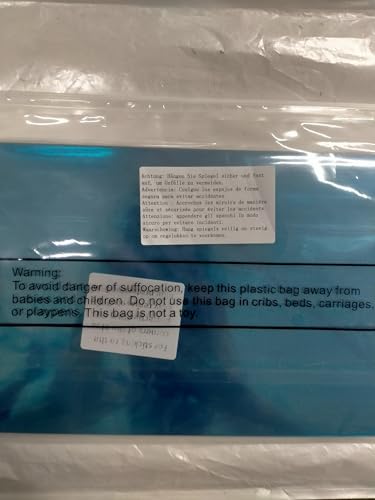 Achtung: Hängen Sie Spiegel sicher und fest
auf, um Unfälle zu vermeiden.
Advertencia: Cuelgue los espejos de forma
segura para evitar accidentes
Attention : Accrochez les miroirs de manière
sûre et sécurisée pour éviter les accidents
Attenzione: appendere gli specchi in modo
sicuro per evitare incidenti.
Waarschuwing: Hang spiegels veilig en stevig
op om ongelukken te voorkomen.
Warning:
To avoid danger of suffocation, keep this plastic bag away from
babies and children. Do not use this bag in cribs, beds, carriages,
or playpens. This bag is not a toy.
For sticking to the